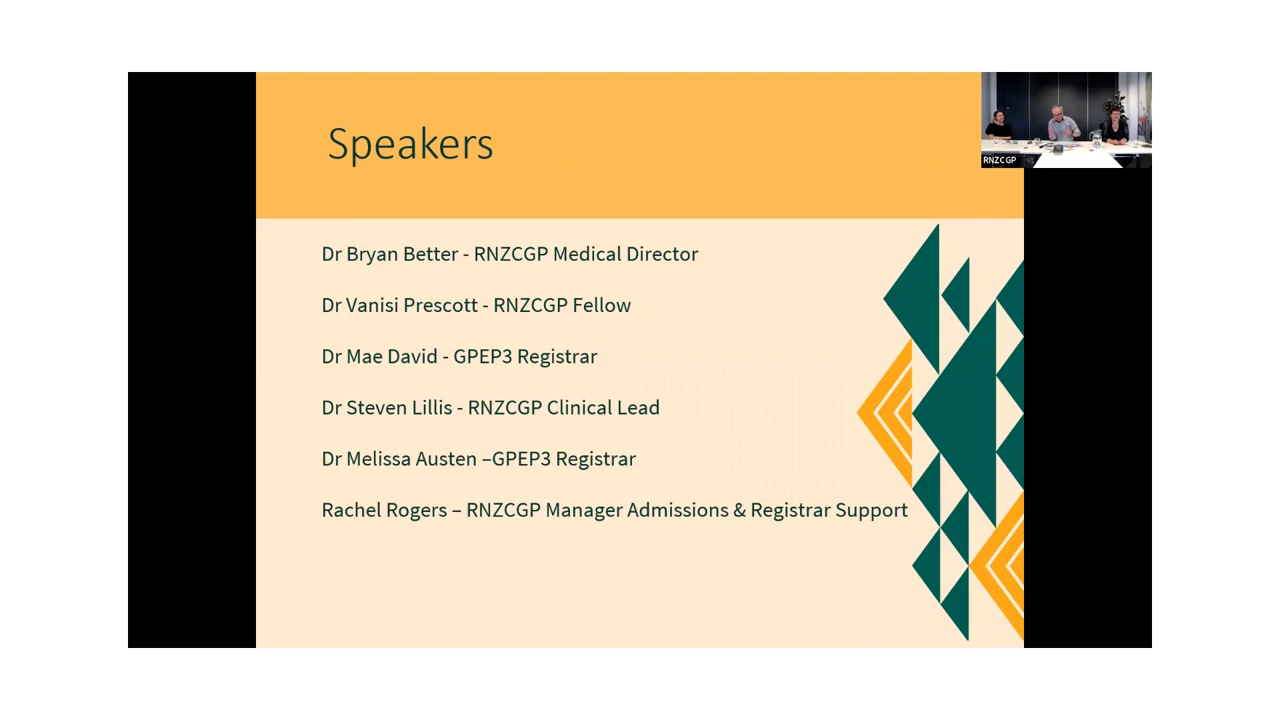 Speakers
RNZCGP
Dr Bryan Better - RNZCGP Medical Director
Dr Vanisi Prescott - RNZCGP Fellow
Dr Mae David - GPEP3 Registrar
Dr Steven Lillis - RNZCGP Clinical Lead
Dr Melissa Austen –GPEP3 Registrar
Rachel Rogers – RNZCGP Manager Admissions & Registrar Support